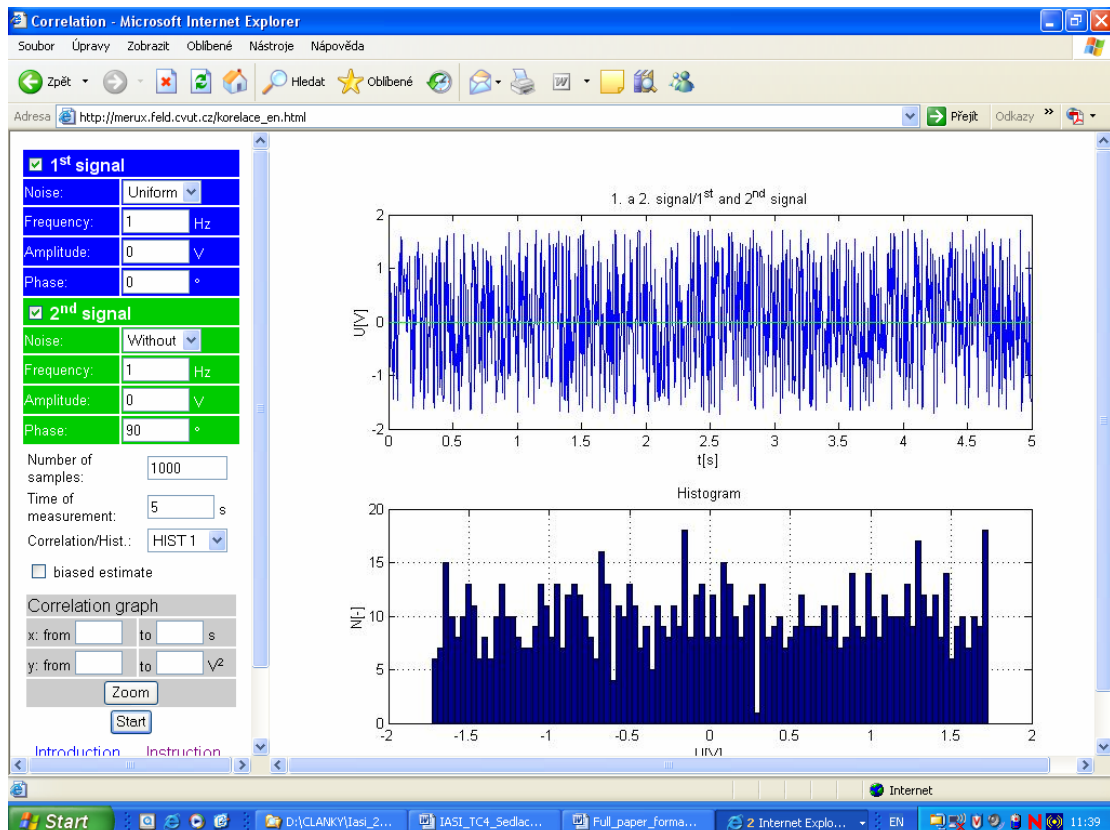 Correlation - Microsoft Internet Explorer
Soubor Úpravy Zobrazit Oblíbené Nástroje Nápověda
Zpět Hledat Oblíbené
Adresa http://merux.feld.cvut.cz/korelace_en.html Přejít Odkazy »
1st signal
Noise: Uniform
Frequency: 1 Hz
Amplitude: 0 V
Phase: 0 °
2nd signal
Noise: Without
Frequency: 1 Hz
Amplitude: 0 V
Phase: 90 °
Number of
samples: 1000
Time of
measurement: 5 s
Correlation/Hist.: HIST 1
biased estimate
Correlation graph
x: from to s
y: from to V2
Zoom
Start
Introduction Instruction
1. a 2. signal/1st and 2nd signal
2
1
0
-1
-2
U[V]
0 0.5 1 1.5 2 2.5 3 3.5 4 4.5 5
t[s]
Histogram
20
15
10
5
0
N[-]
-2 -1.5 -1 -0.5 0 0.5 1 1.5 2
U[V]
Internet
Start D:\CLANKY\Iasi_2... IASI_TC4_Sedlac... Full_paper_forma... 2 Internet Explo... EN 11:39